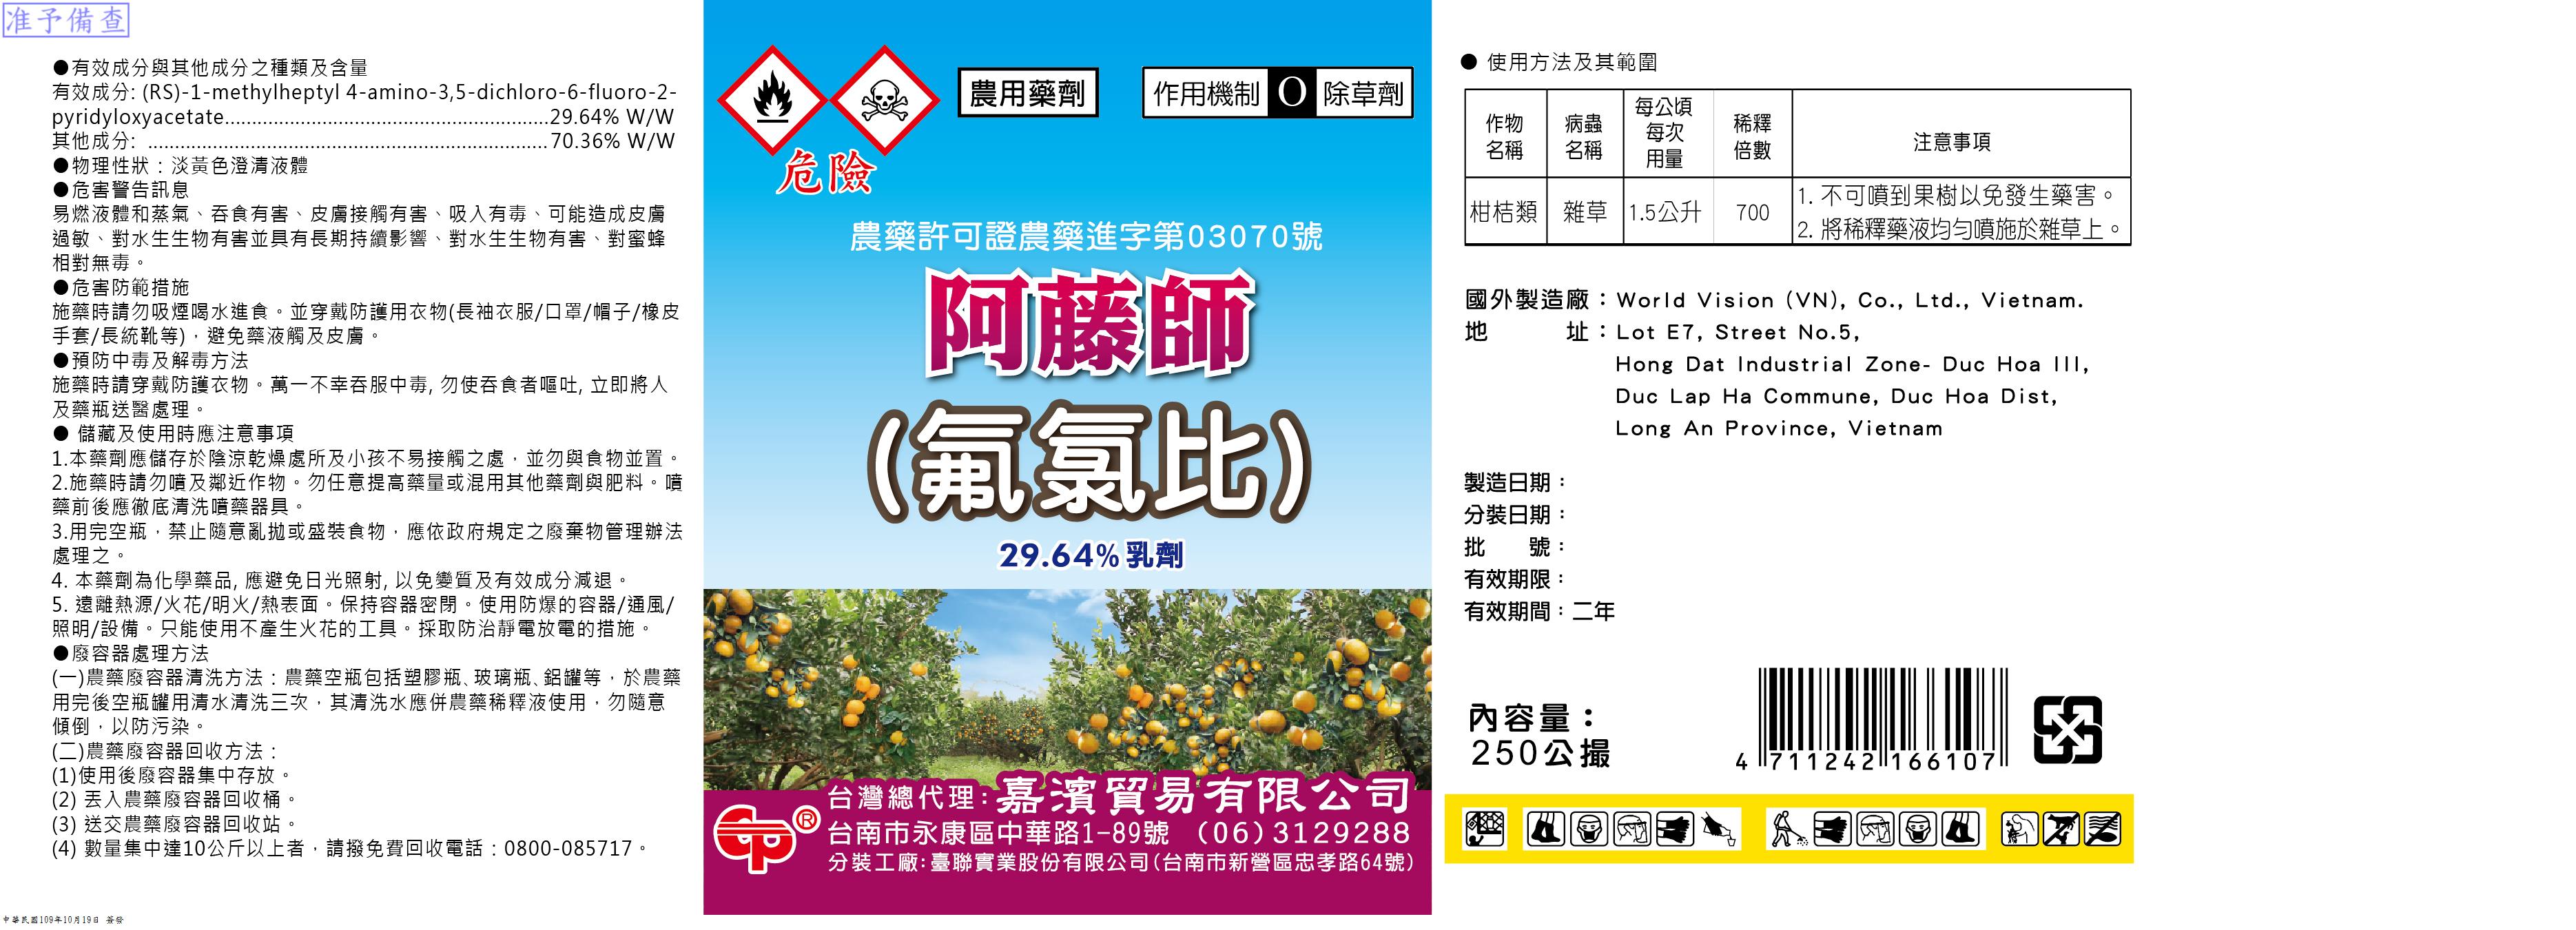 准予備查
●有效成分與其他成分之種類及含量
有效成分: (RS)-1-methylheptyl 4-amino-3,5-dichloro-6-fluoro-2-
pyridyloxyacetate............................................................29.64% W/W
其他成分: ..........................................................................70.36% W/W
●物理性狀：淡黃色澄清液體
●危害警告訊息
易燃液體和蒸氣、吞食有害、皮膚接觸有害、吸入有毒、可能造成皮膚
過敏、對水生生物有害並具有長期持續影響、對水生生物有害、對蜜蜂
相對無毒。
●危害防範措施
施藥時請勿吸煙喝水進食。並穿戴防護用衣物(長袖衣服/口罩/帽子/橡皮
手套/長統靴等)，避免藥液觸及皮膚。
●預防中毒及解毒方法
施藥時請穿戴防護衣物。萬一不幸吞服中毒, 勿使吞食者嘔吐, 立即將人
及藥瓶送醫處理。
● 儲藏及使用時應注意事項
1.本藥劑應儲存於陰涼乾燥處所及小孩不易接觸之處，並勿與食物並置。
2.施藥時請勿噴及鄰近作物。勿任意提高藥量或混用其他藥劑與肥料。噴
藥前後應徹底清洗噴藥器具。
3.用完空瓶，禁止隨意亂拋或盛裝食物，應依政府規定之廢棄物管理辦法
處理之。
4. 本藥劑為化學藥品, 應避免日光照射, 以免變質及有效成分減退。
5. 遠離熱源/火花/明火/熱表面。保持容器密閉。使用防爆的容器/通風/
照明/設備。只能使用不產生火花的工具。採取防治靜電放電的措施。
●廢容器處理方法
(一)農藥廢容器清洗方法：農藥空瓶包括塑膠瓶、玻璃瓶、鋁罐等，於農藥
用完後空瓶罐用清水清洗三次，其清洗水應併農藥稀釋液使用，勿隨意
傾倒，以防污染。
(二)農藥廢容器回收方法：
(1)使用後廢容器集中存放。
(2) 丟入農藥廢容器回收桶。
(3) 送交農藥廢容器回收站。
(4) 數量集中達10公斤以上者，請撥免費回收電話：0800-085717。
中華民國109年10月19日 簽發
危險
農用藥劑
作用機制 O 除草劑
農藥許可證農藥進字第03070號
阿藤師
(氟氯比)
29.64%乳劑
CP®
台灣總代理:嘉濱貿易有限公司
台南市永康區中華路1-89號 (06)3129288
分裝工廠:臺聯實業股份有限公司(台南市新營區忠孝路64號)
● 使用方法及其範圍
作物名稱 病蟲名稱 每公頃每次用量 稀釋倍數 注意事項
柑桔類 雜草 1.5公升 700 1. 不可噴到果樹以免發生藥害。
2. 將稀釋藥液均勻噴施於雜草上。
國外製造廠：World Vision (VN), Co., Ltd., Vietnam.
地 址：Lot E7, Street No.5,
Hong Dat Industrial Zone- Duc Hoa III,
Duc Lap Ha Commune, Duc Hoa Dist,
Long An Province, Vietnam
製造日期：
分裝日期：
批 號：
有效期限：
有效期間：二年
內容量：
250公撮
4 711242 166107